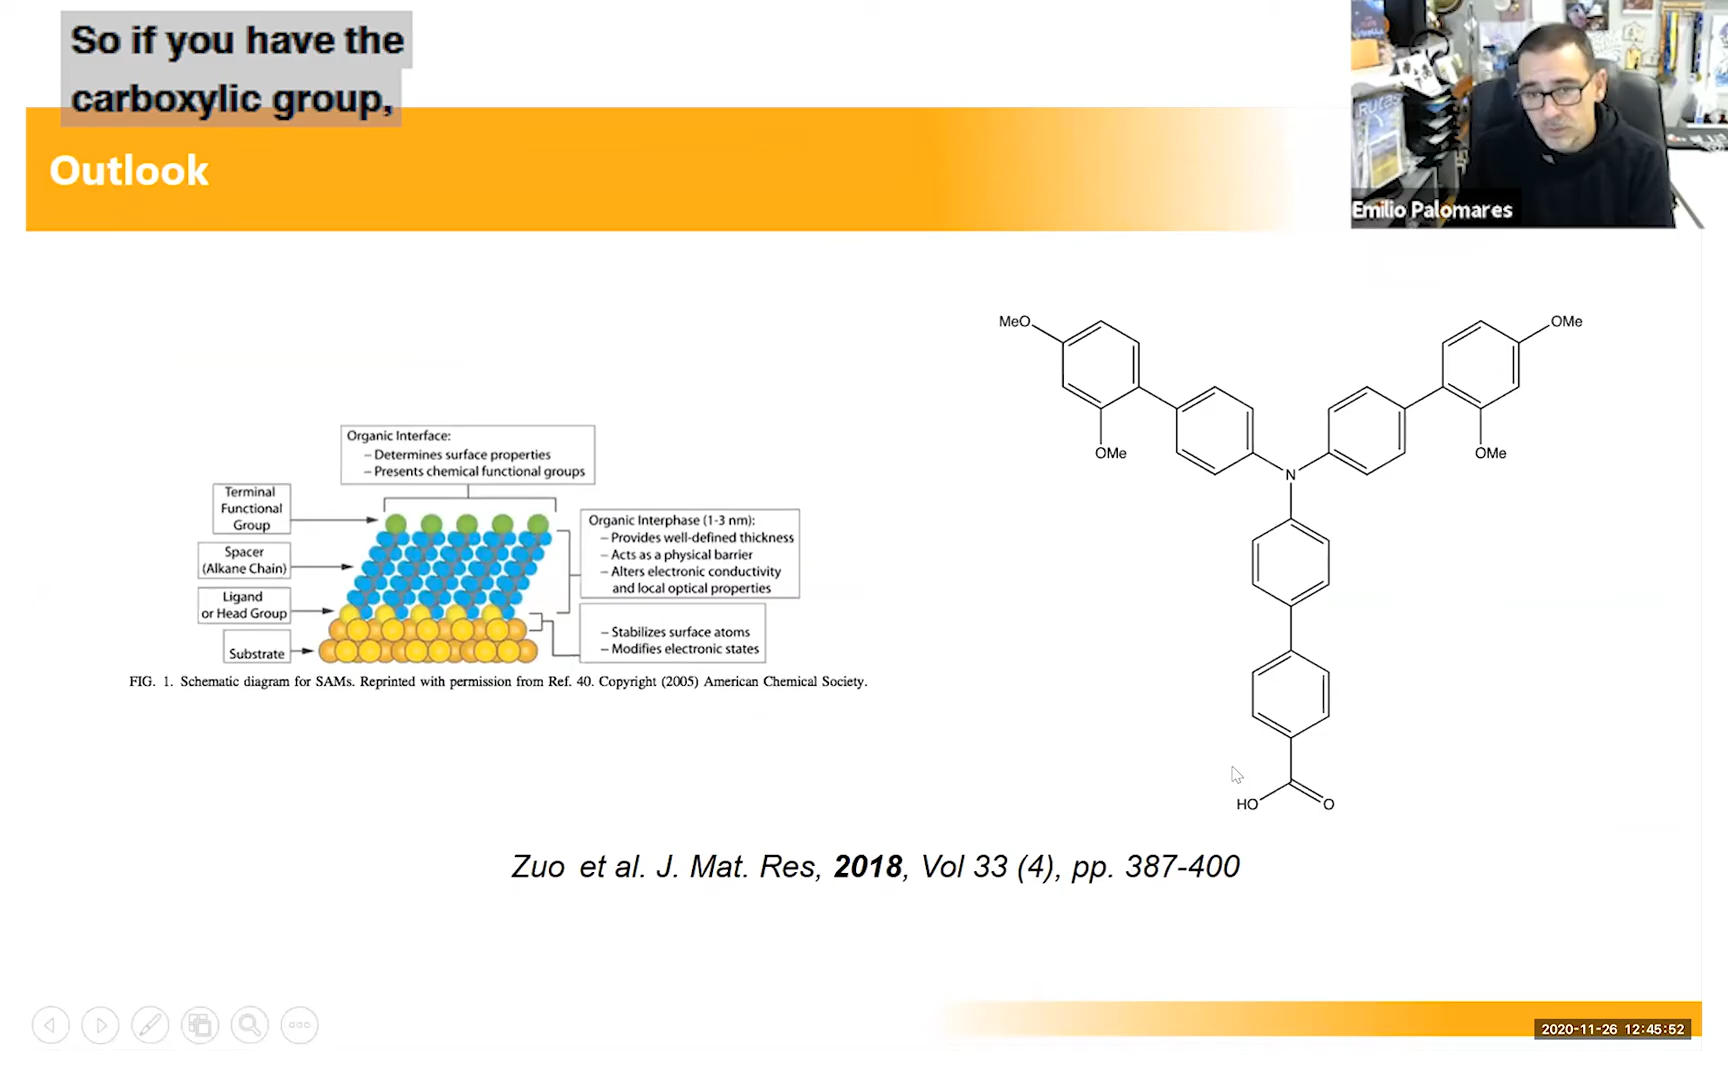 So if you have the
carboxylic group,
Outlook
Emilio Palomares
Organic Interface:
– Determines surface properties
– Presents chemical functional groups
Terminal
Functional
Group
Spacer
(Alkane Chain)
Ligand
or Head Group
Substrate
Organic Interphase (1-3 nm):
– Provides well-defined thickness
– Acts as a physical barrier
– Alters electronic conductivity
and local optical properties
– Stabilizes surface atoms
– Modifies electronic states
FIG. 1. Schematic diagram for SAMs. Reprinted with permission from Ref. 40. Copyright (2005) American Chemical Society.
MeO
OMe
OMe
OMe
N
HO
O
Zuo et al. J. Mat. Res, 2018, Vol 33 (4), pp. 387-400
2020-11-26 12:45:52